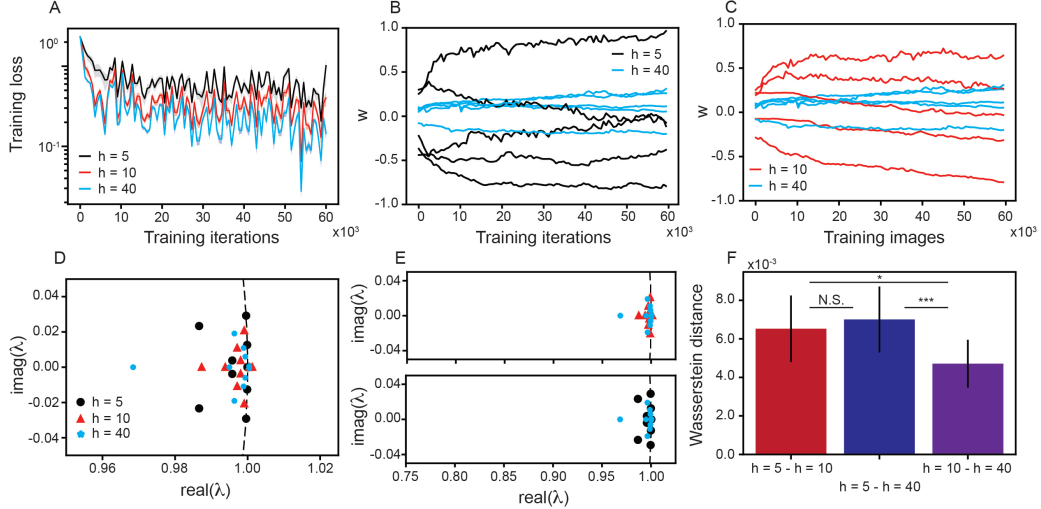 A
Training loss
10⁰
10⁻¹
h = 5
h = 10
h = 40
0
10
20
30
40
50
60
Training iterations
x10³
B
w
1.0
0.5
0.0
-0.5
-1.0
h = 5
h = 40
0
10
20
30
40
50
60
Training iterations
x10³
C
w
1.0
0.5
0.0
-0.5
-1.0
h = 10
h = 40
0
10
20
30
40
50
60
Training images
x10³
D
imag(λ)
0.04
0.02
0.00
-0.02
-0.04
h = 5
h = 10
h = 40
0.96
0.98
1.00
1.02
real(λ)
E
imag(λ)
0.04
0.00
-0.04
imag(λ)
0.04
0.00
-0.04
0.75
0.80
0.85
0.90
0.95
1.00
real(λ)
F
x10⁻³
Wasserstein distance
8.0
6.0
4.0
2.0
0.0
*
N.S.
***
h = 5 - h = 10
h = 10 - h = 40
h = 5 - h = 40